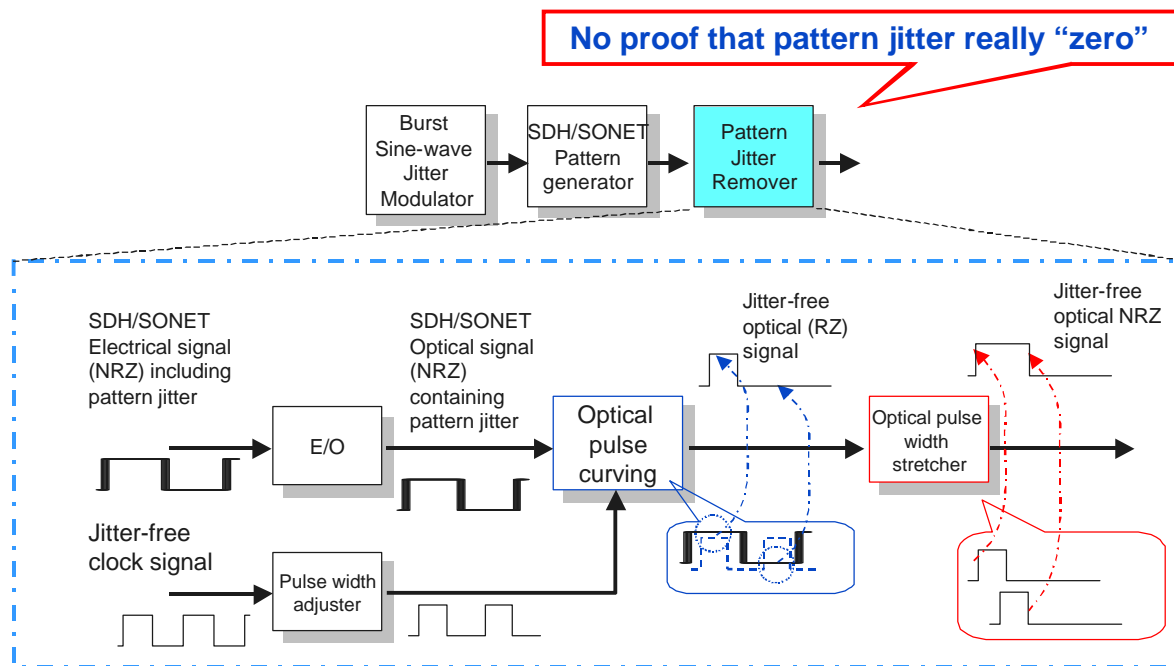 No proof that pattern jitter really “zero”
Burst
Sine-wave
Jitter
Modulator
SDH/SONET
Pattern
generator
Pattern
Jitter
Remover
SDH/SONET
Electrical signal
(NRZ) including
pattern jitter
SDH/SONET
Optical signal
(NRZ)
containing
pattern jitter
Jitter-free
optical (RZ)
signal
Jitter-free
optical NRZ
signal
E/O
Optical
pulse
curving
Optical pulse
width
stretcher
Jitter-free
clock signal
Pulse width
adjuster